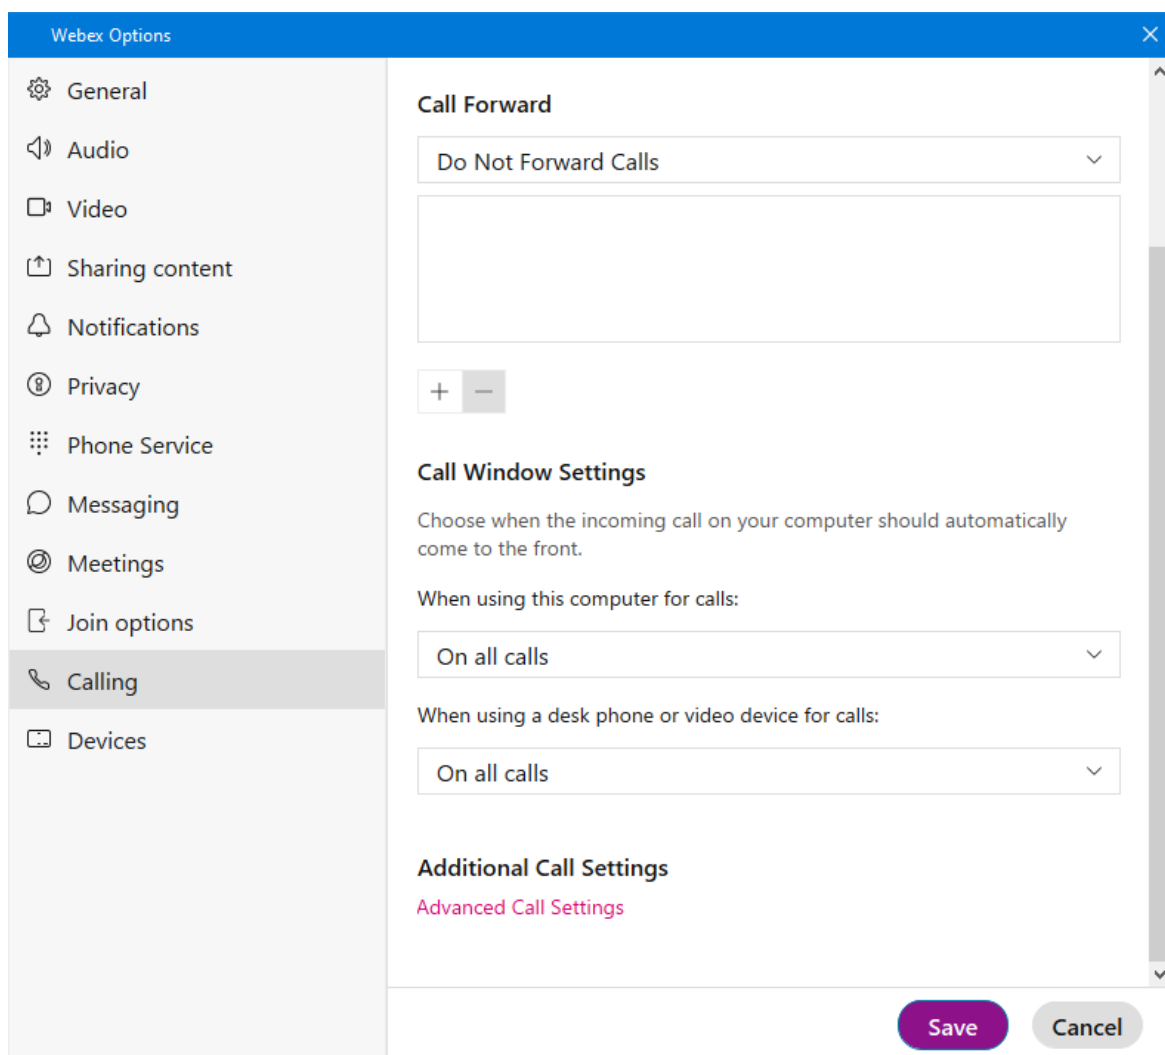 Webex Options
General
Audio
Video
Sharing content
Notifications
Privacy
Phone Service
Messaging
Meetings
Join options
Calling
Devices
Call Forward
Do Not Forward Calls
Call Window Settings
Choose when the incoming call on your computer should automatically
come to the front.
When using this computer for calls:
On all calls
When using a desk phone or video device for calls:
On all calls
Additional Call Settings
Advanced Call Settings
Save
Cancel